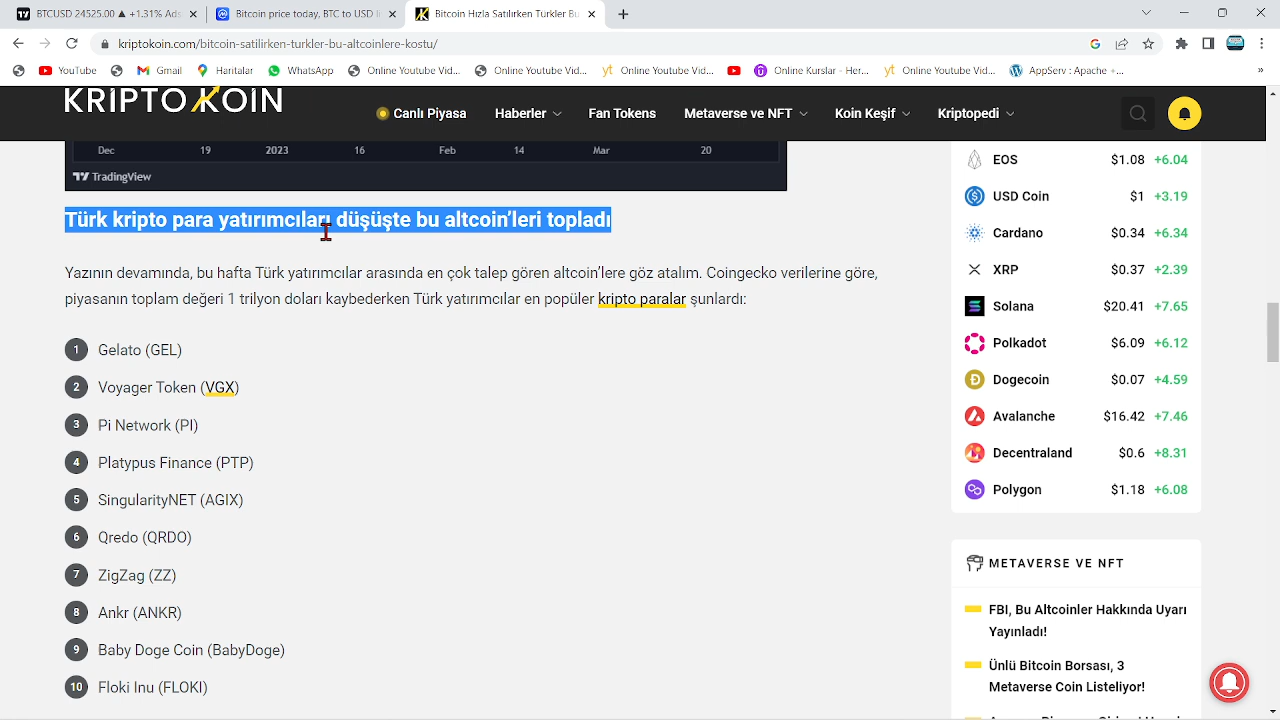 BTCUSD 24525.00 ▲ +1.31% Ads
Bitcoin price today, BTC to USD li
Bitcoin Hızla Satılırken Türkler Bu
kriptokoin.com/bitcoin-satilirken-turkler-bu-altcoinlere-kostu/
YouTube
Gmail
Haritalar
WhatsApp
Online Youtube Vid...
Online Youtube Vid...
Online Youtube Vid...
Online Kurslar - Her...
Online Youtube Vid...
AppServ : Apache +...
KRIPTOKOIN
Canlı Piyasa
Haberler
Fan Tokens
Metaverse ve NFT
Koin Keşif
Kriptopedi
Dec 19 2023 16 Feb 14 Mar 20
TradingView
Türk kripto para yatırımcıları düşüşte bu altcoin’leri topladı
Yazının devamında, bu hafta Türk yatırımcılar arasında en çok talep gören altcoin’lere göz atalım. Coingecko verilerine göre,
piyasanın toplam değeri 1 trilyon doları kaybederken Türk yatırımcılar en popüler kripto paralar şunlardı:
1 Gelato (GEL)
2 Voyager Token (VGX)
3 Pi Network (PI)
4 Platypus Finance (PTP)
5 SingularityNET (AGIX)
6 Qredo (QRDO)
7 ZigZag (ZZ)
8 Ankr (ANKR)
9 Baby Doge Coin (BabyDoge)
10 Floki Inu (FLOKI)
EOS $1.08 +6.04
USD Coin $1 +3.19
Cardano $0.34 +6.34
XRP $0.37 +2.39
Solana $20.41 +7.65
Polkadot $6.09 +6.12
Dogecoin $0.07 +4.59
Avalanche $16.42 +7.46
Decentraland $0.6 +8.31
Polygon $1.18 +6.08
METAVERSE VE NFT
FBI, Bu Altcoinler Hakkında Uyarı
Yayınladı!
Ünlü Bitcoin Borsası, 3
Metaverse Coin Listeliyor!